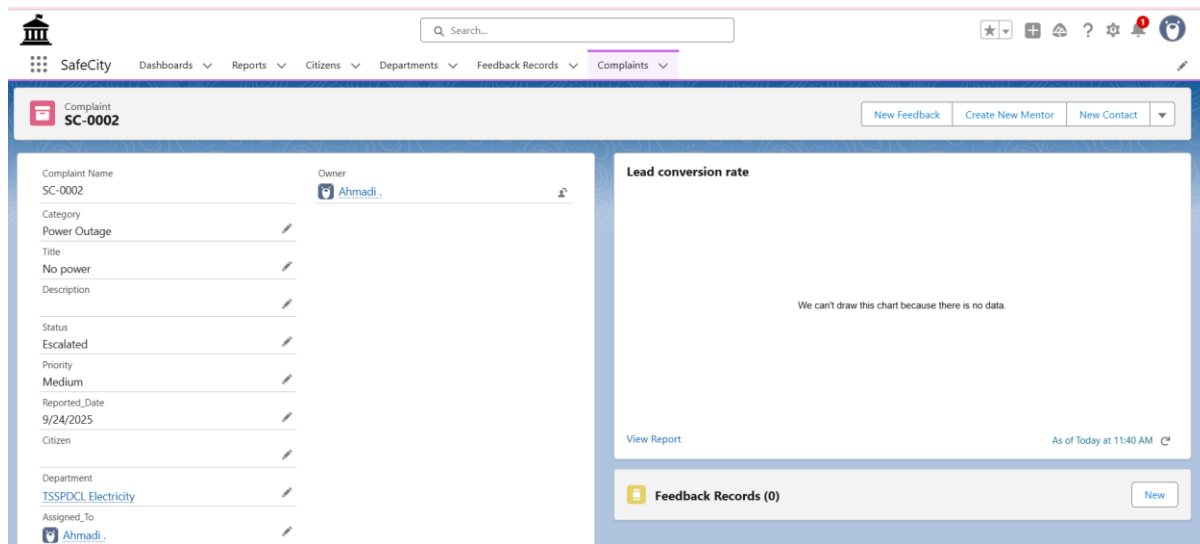 Search...
1
SafeCity Dashboards Reports Citizens Departments Feedback Records Complaints
Complaint
SC-0002
New Feedback Create New Mentor New Contact
Complaint Name
SC-0002
Owner
Ahmadi .
Category
Power Outage
Title
No power
Description
Status
Escalated
Priority
Medium
Reported_Date
9/24/2025
Citizen
Department
TSSPDCL Electricity
Assigned_To
Ahmadi .
Lead conversion rate
We can't draw this chart because there is no data.
View Report As of Today at 11:40 AM
Feedback Records (0) New